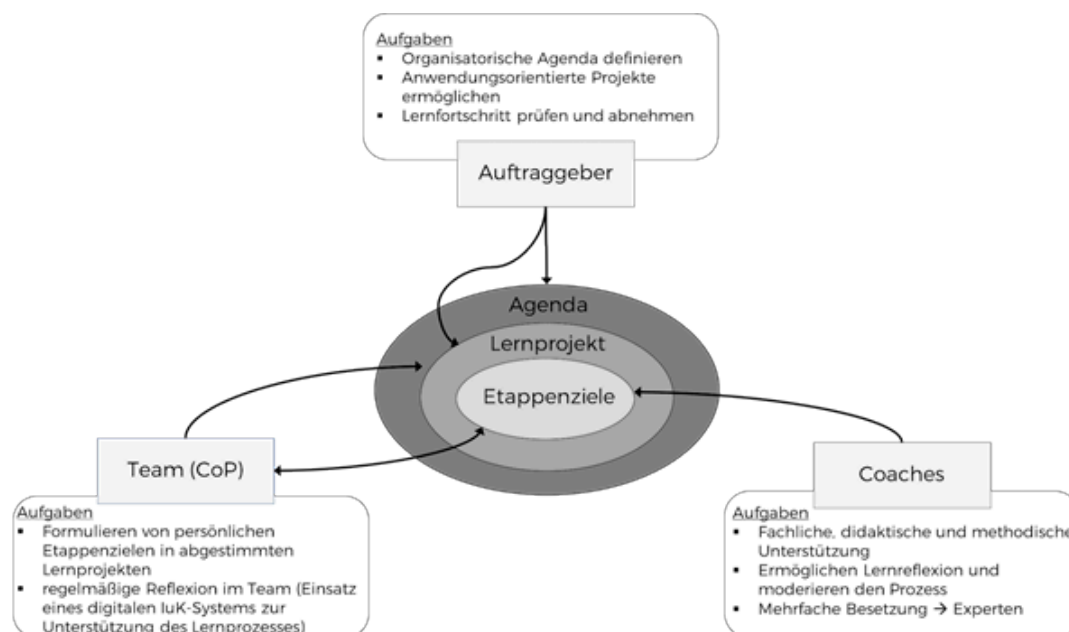 Aufgaben
▪ Organisatorische Agenda definieren
▪ Anwendungsorientierte Projekte
ermöglichen
▪ Lernfortschritt prüfen und abnehmen
Auftraggeber
Agenda
Lernprojekt
Etappenziele
Team (CoP)
Aufgaben
▪ Formulieren von persönlichen
Etappenzielen in abgestimmten
Lernprojekten
▪ regelmäßige Reflexion im Team (Einsatz
eines digitalen IuK-Systems zur
Unterstützung des Lernprozesses)
Coaches
Aufgaben
▪ Fachliche, didaktische und methodische
Unterstützung
▪ Ermöglichen Lernreflexion und
moderieren den Prozess
▪ Mehrfache Besetzung → Experten